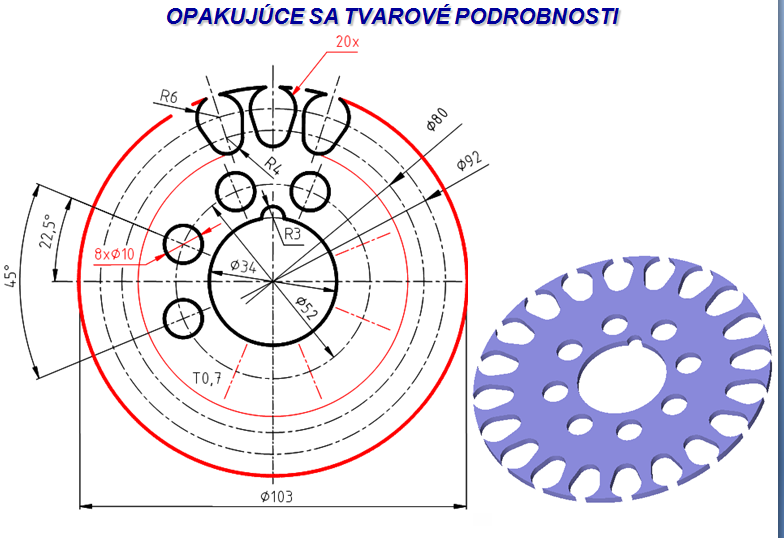 OPAKUJÚCE SA TVAROVÉ PODROBNOSTI
20x
R6
Ø80
Ø92
R4
R3
22,5°
45°
8xØ10
Ø34
Ø52
T0,7
Ø103